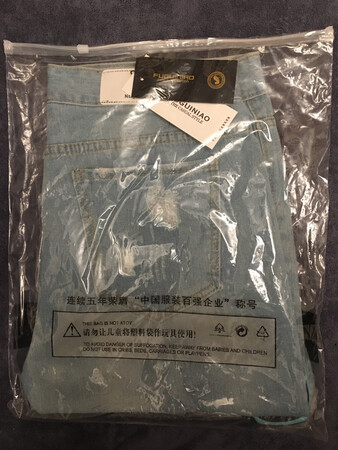 FUGUINIAO
FUGUINIAO
连续五年荣膺“中国服装百强企业”称号
THIS BAG IS NOT A TOY
请勿让儿童将塑料袋作玩具使用!
TO AVOID DANGER OF SUFFOCATION, KEEP AWAY FROM BABIES AND CHILDREN
DO NOT USE IN CRIBS, BEDS, CARRIAGES OR PLAYPENS.